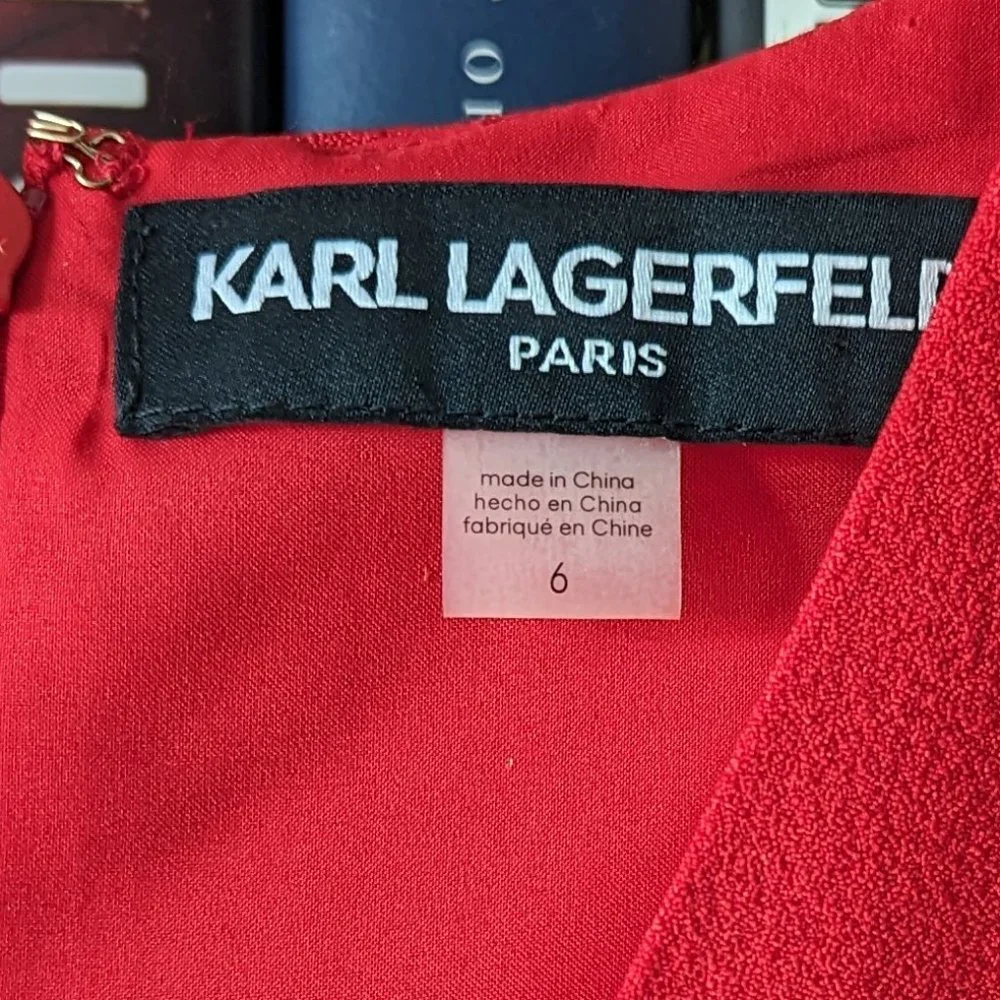 KARL LAGERFELD
PARIS
made in China
hecho en China
fabriqué en Chine
6